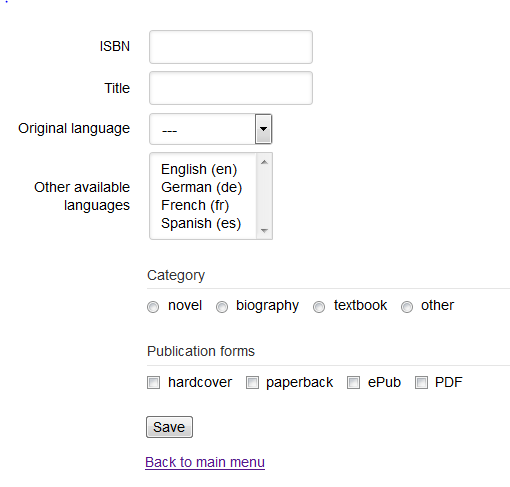 ISBN
Title
Original language ---
Other available
languages
English (en)
German (de)
French (fr)
Spanish (es)
Category
novel biography textbook other
Publication forms
hardcover paperback ePub PDF
Save
Back to main menu